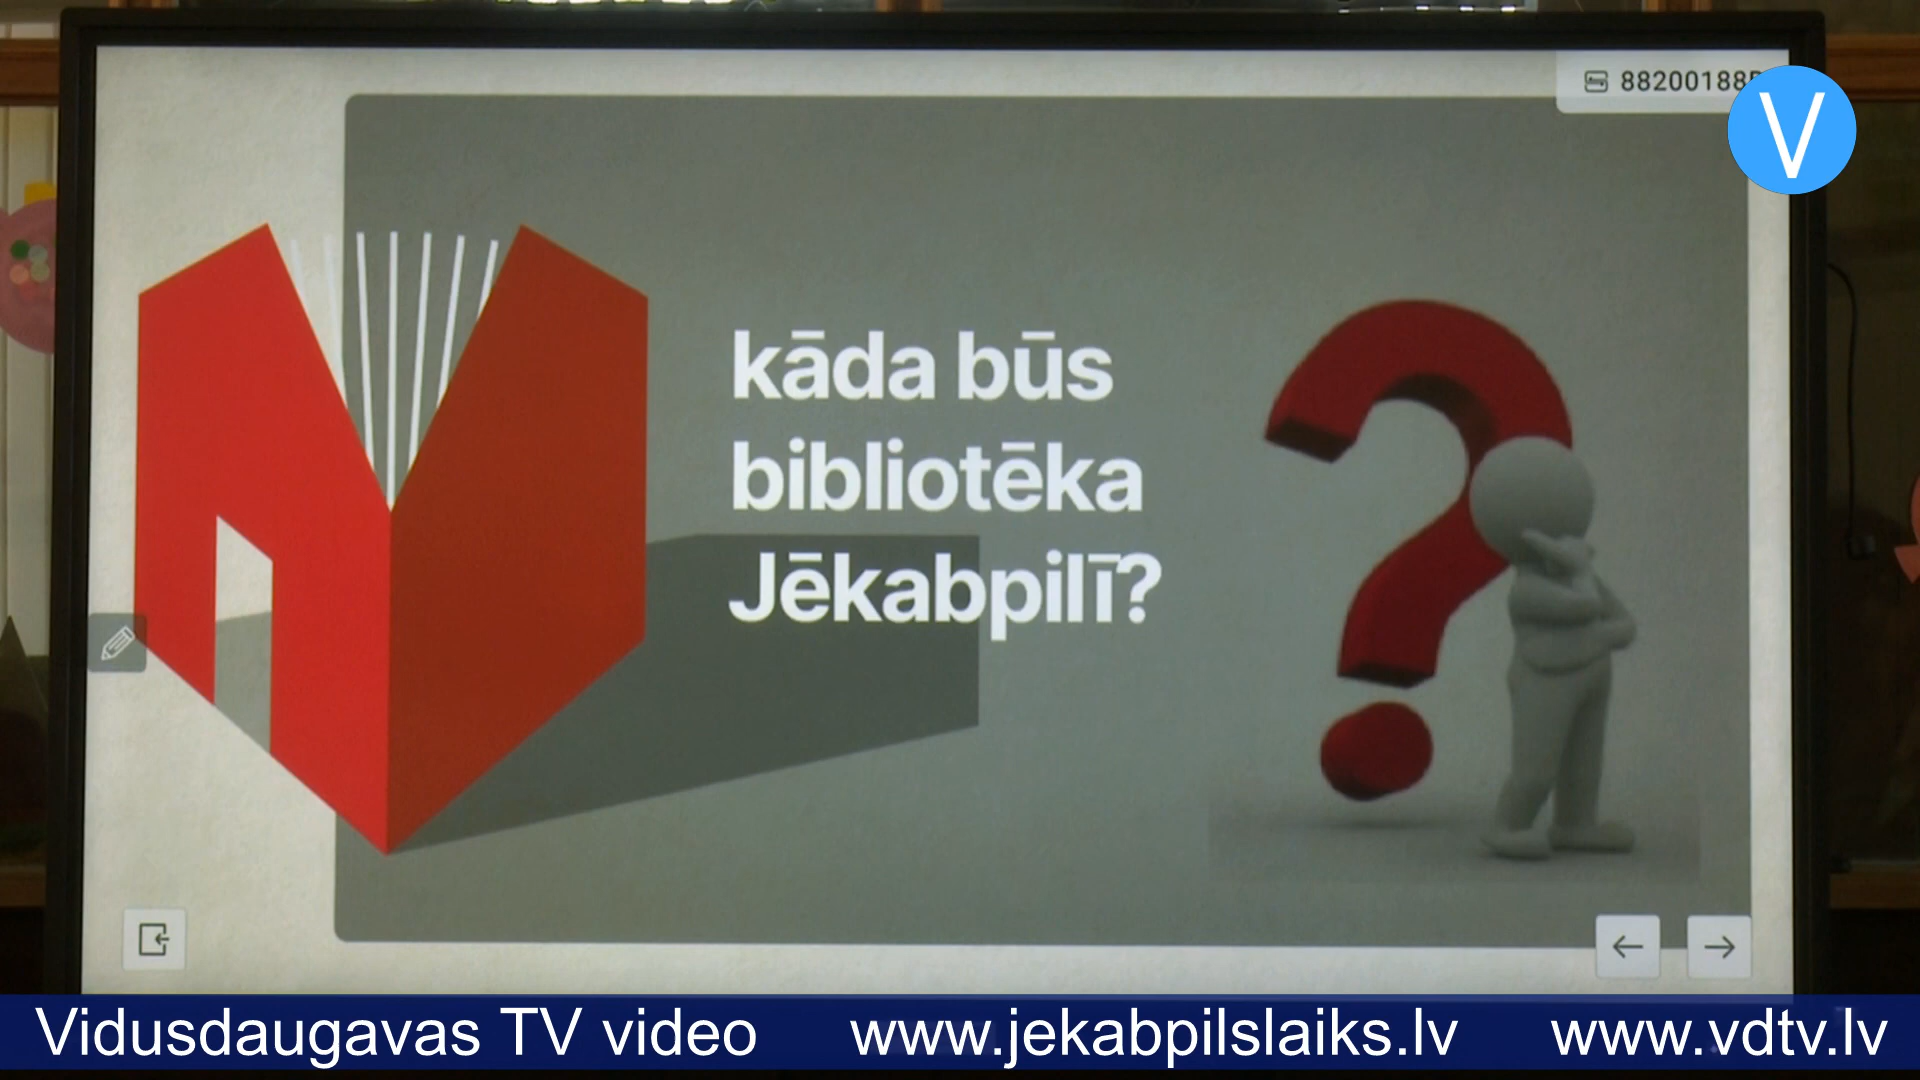 V
kāda būs
bibliotēka
Jēkabpilī?
Vidusdaugavas TV video www.jekabpilslaiks.lv www.vdtv.lv